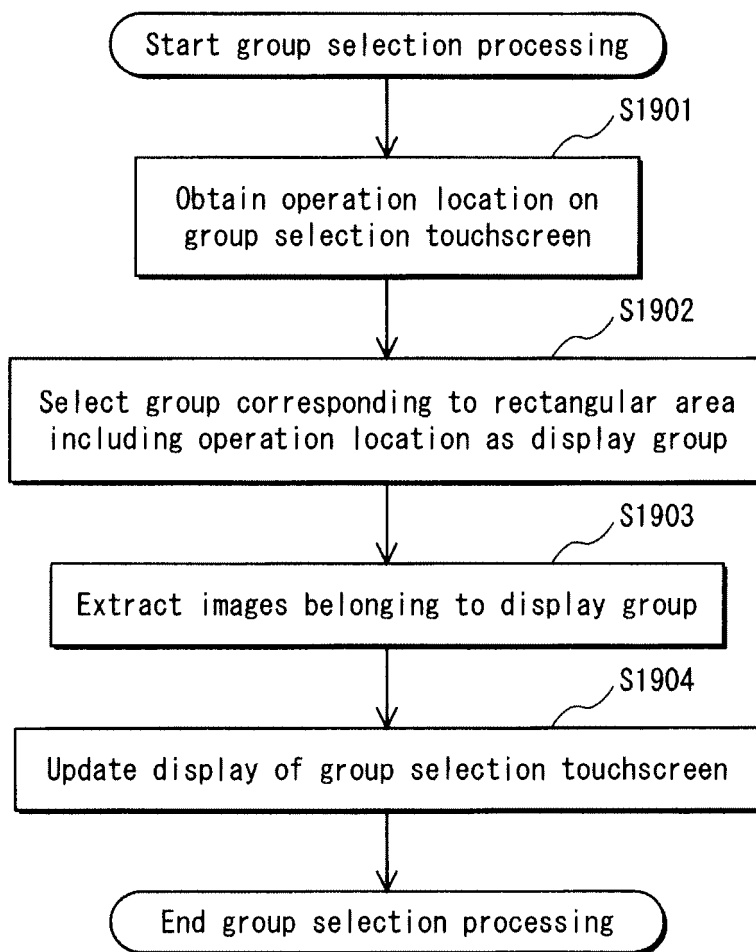 Start group selection processing
S1901
Obtain operation location on
group selection touchscreen
S1902
Select group corresponding to rectangular area
including operation location as display group
S1903
Extract images belonging to display group
S1904
Update display of group selection touchscreen
End group selection processing